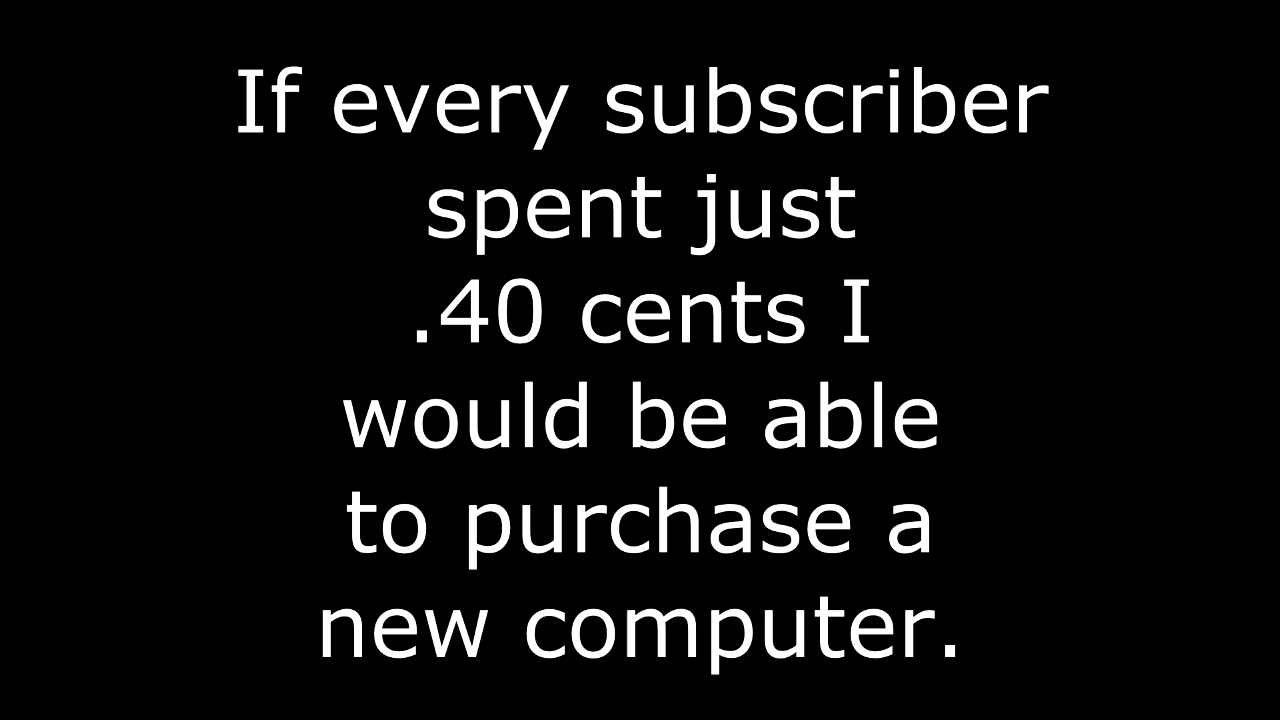 If every subscriber
spent just
.40 cents I
would be able
to purchase a
new computer.